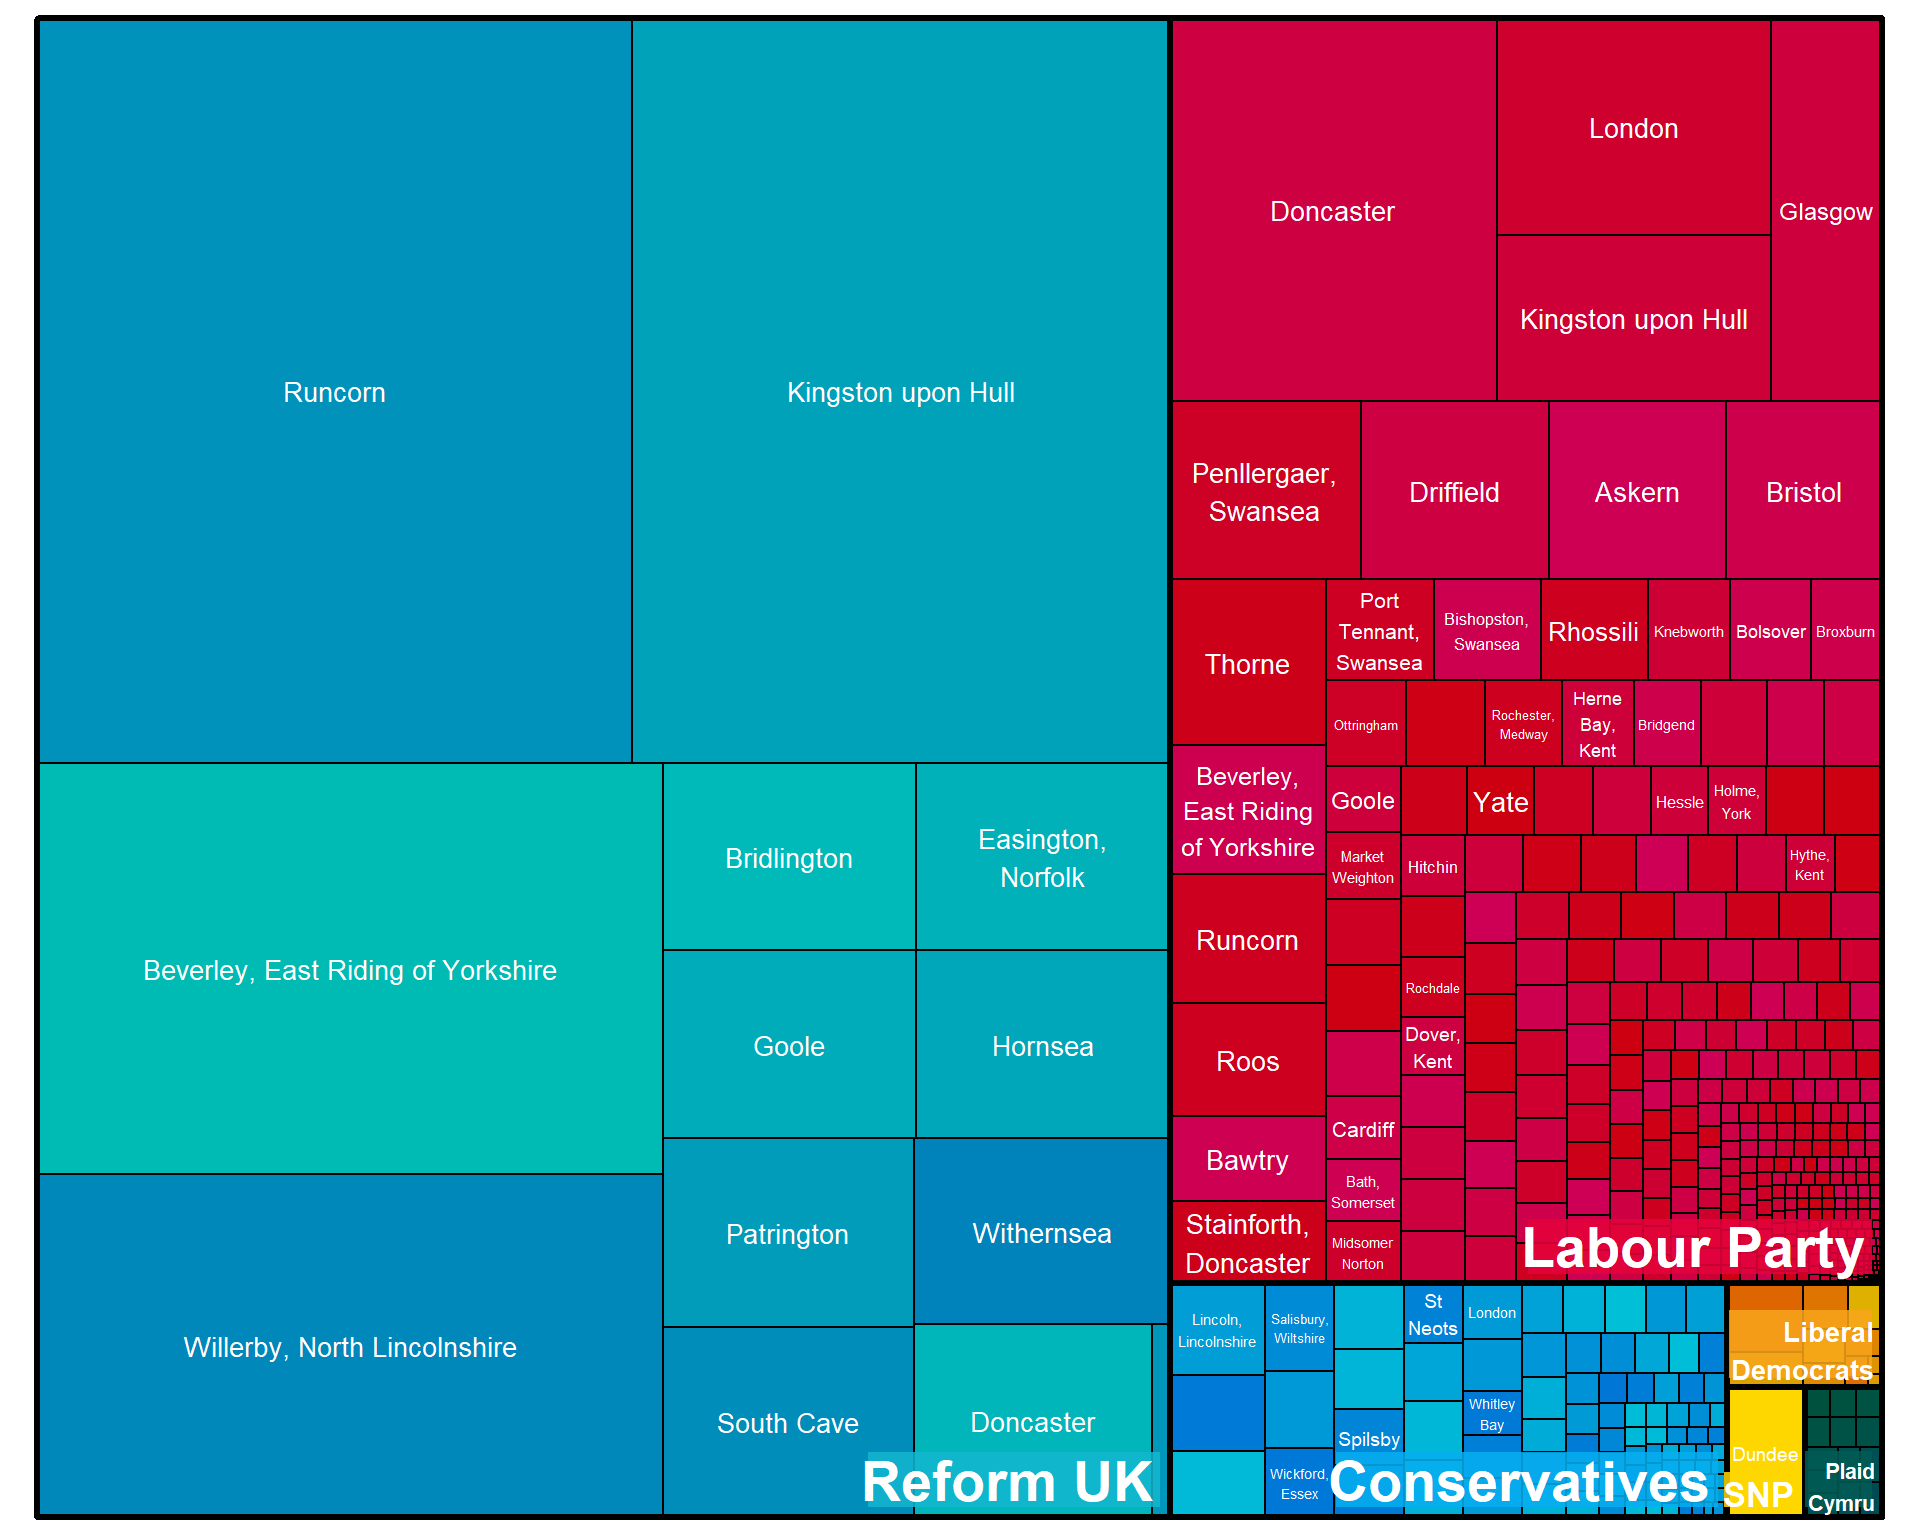 Runcorn
Kingston upon Hull
Beverley, East Riding of Yorkshire
Willerby, North Lincolnshire
Bridlington
Easington,
Norfolk
Goole
Hornsea
Patrington
Withernsea
South Cave
Doncaster
Reform UK
Doncaster
London
Kingston upon Hull
Glasgow
Penllergaer,
Swansea
Driffield
Askern
Bristol
Thorne
Port
Tennant,
Swansea
Bishopston,
Swansea
Rhossili
Knebworth
Bolsover
Broxburn
Ottringham
Rochester,
Medway
Herne
Bay,
Kent
Bridgend
Beverley,
East Riding
of Yorkshire
Goole
Yate
Hessle
Holme,
York
Market
Weighton
Hitchin
Hythe,
Kent
Runcorn
Rochdale
Roos
Dover,
Kent
Bawtry
Cardiff
Bath,
Somerset
Stainforth,
Doncaster
Midsomer
Norton
Labour Party
Lincoln,
Lincolnshire
Salisbury,
Wiltshire
St
Neots
London
Whitley
Bay
Spilsby
Wickford,
Essex
Conservatives
Liberal
Democrats
Dundee
SNP
Plaid
Cymru